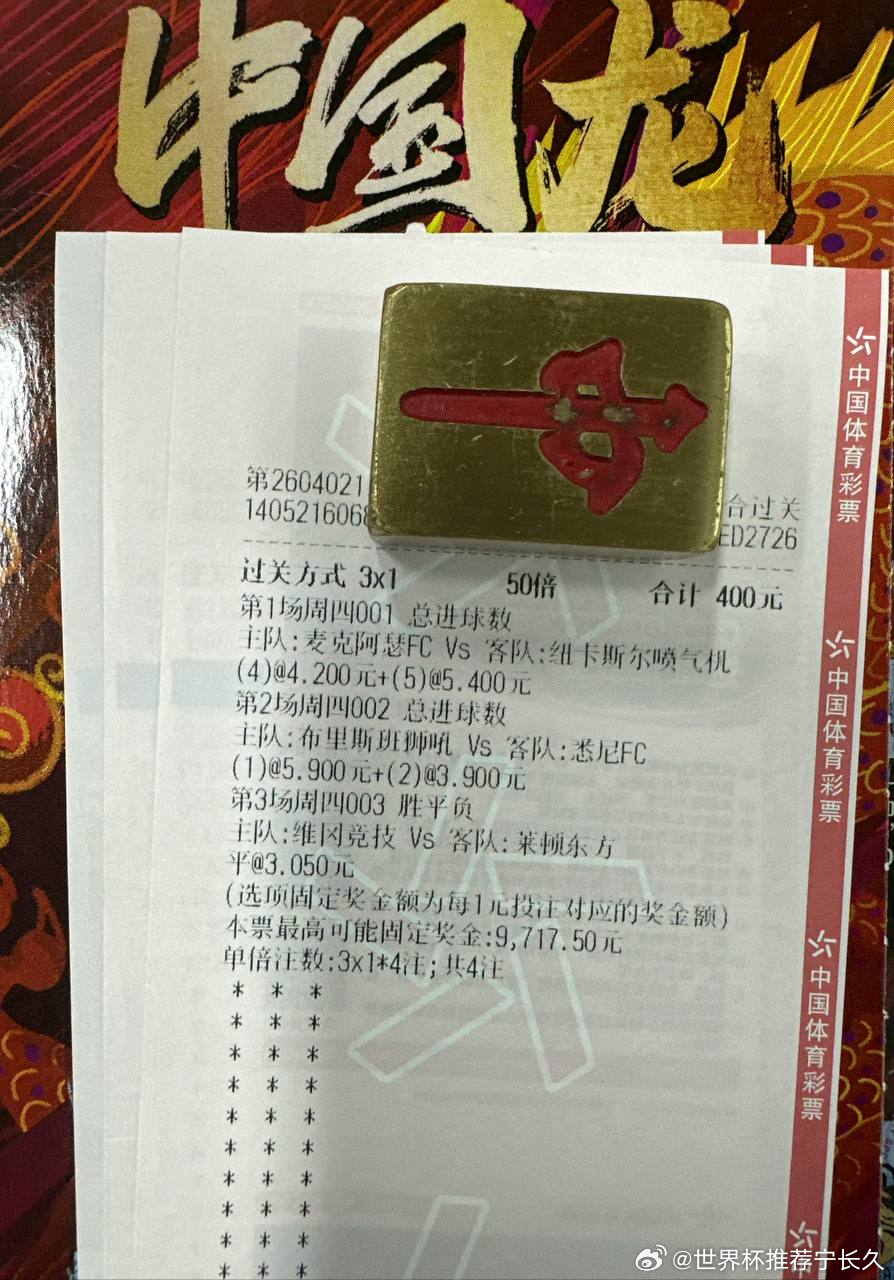 中国龙
第2604021
140521606
合过关
ED2726
过关方式 3x1 50倍 合计 400元
第1场周四001 总进球数
主队:麦克阿瑟FC Vs 客队:纽卡斯尔喷气机
(4)@4.200元+(5)@5.400元
第2场周四002 总进球数
主队:布里斯班狮吼 Vs 客队:悉尼FC
(1)@5.900元+(2)@3.900元
第3场周四003 胜平负
主队:维冈竞技 Vs 客队:莱顿东方
平@3.050元
(选项固定奖金额为每1元投注对应的奖金额)
本票最高可能固定奖金:9,717.50元
单倍注数:3x1*4注;共4注
* * *
* * *
* * *
* * *
* * *
* * *
* * *
* * *
* * *
* * *
中国体育彩票
中国体育彩票
中国体育彩票
中
@世界杯推荐宁长久